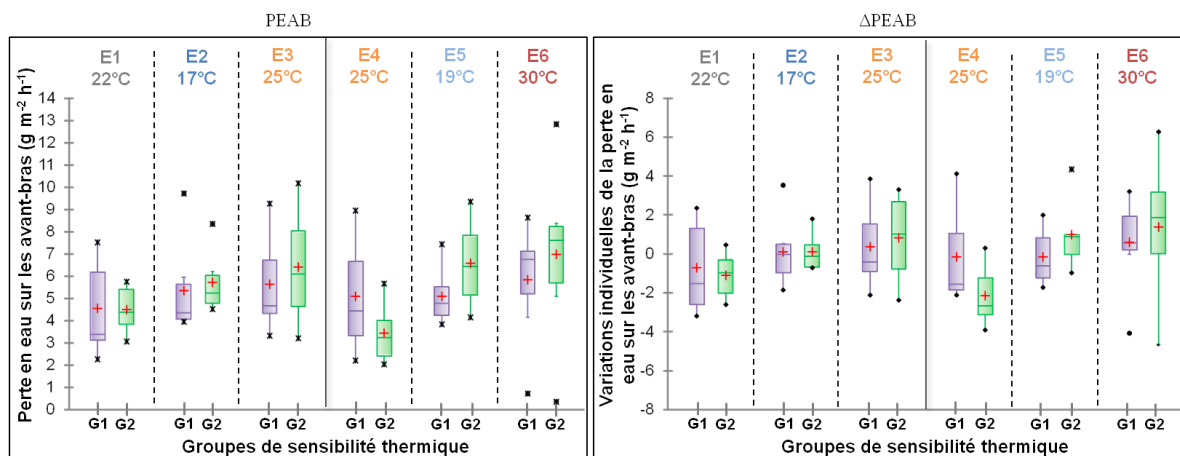 PEAB
Perte en eau sur les avant-bras (g m⁻² h⁻¹)
E1 E2 E3 E4 E5 E6
22°C 17°C 25°C 25°C 19°C 30°C
14
13
12
11
10
9
8
7
6
5
4
3
2
1
0
G1 G2 G1 G2 G1 G2 G1 G2 G1 G2 G1 G2
Groupes de sensibilité thermique
ΔPEAB
Variations individuelles de la perte en
eau sur les avant-bras (g m⁻² h⁻¹)
E1 E2 E3 E4 E5 E6
22°C 17°C 25°C 25°C 19°C 30°C
8
6
4
2
0
-2
-4
-6
-8
G1 G2 G1 G2 G1 G2 G1 G2 G1 G2 G1 G2
Groupes de sensibilité thermique